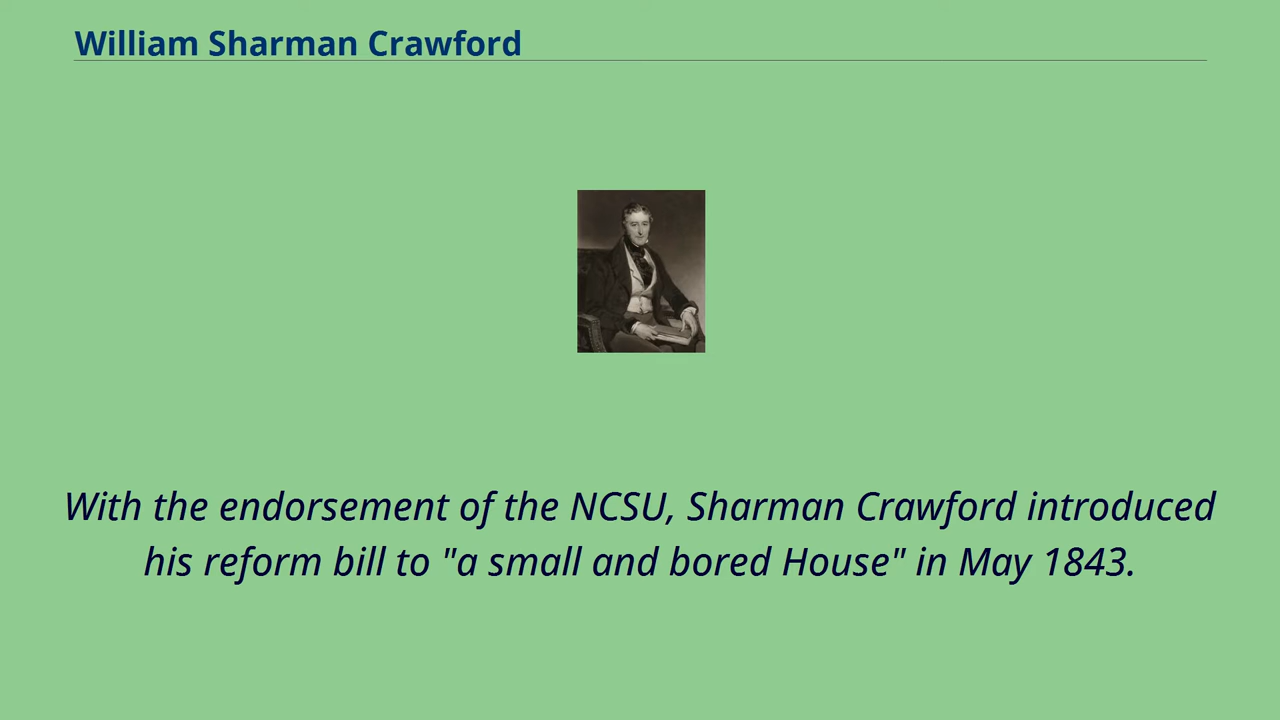 William Sharman Crawford
With the endorsement of the NCSU, Sharman Crawford introduced
his reform bill to "a small and bored House" in May 1843.